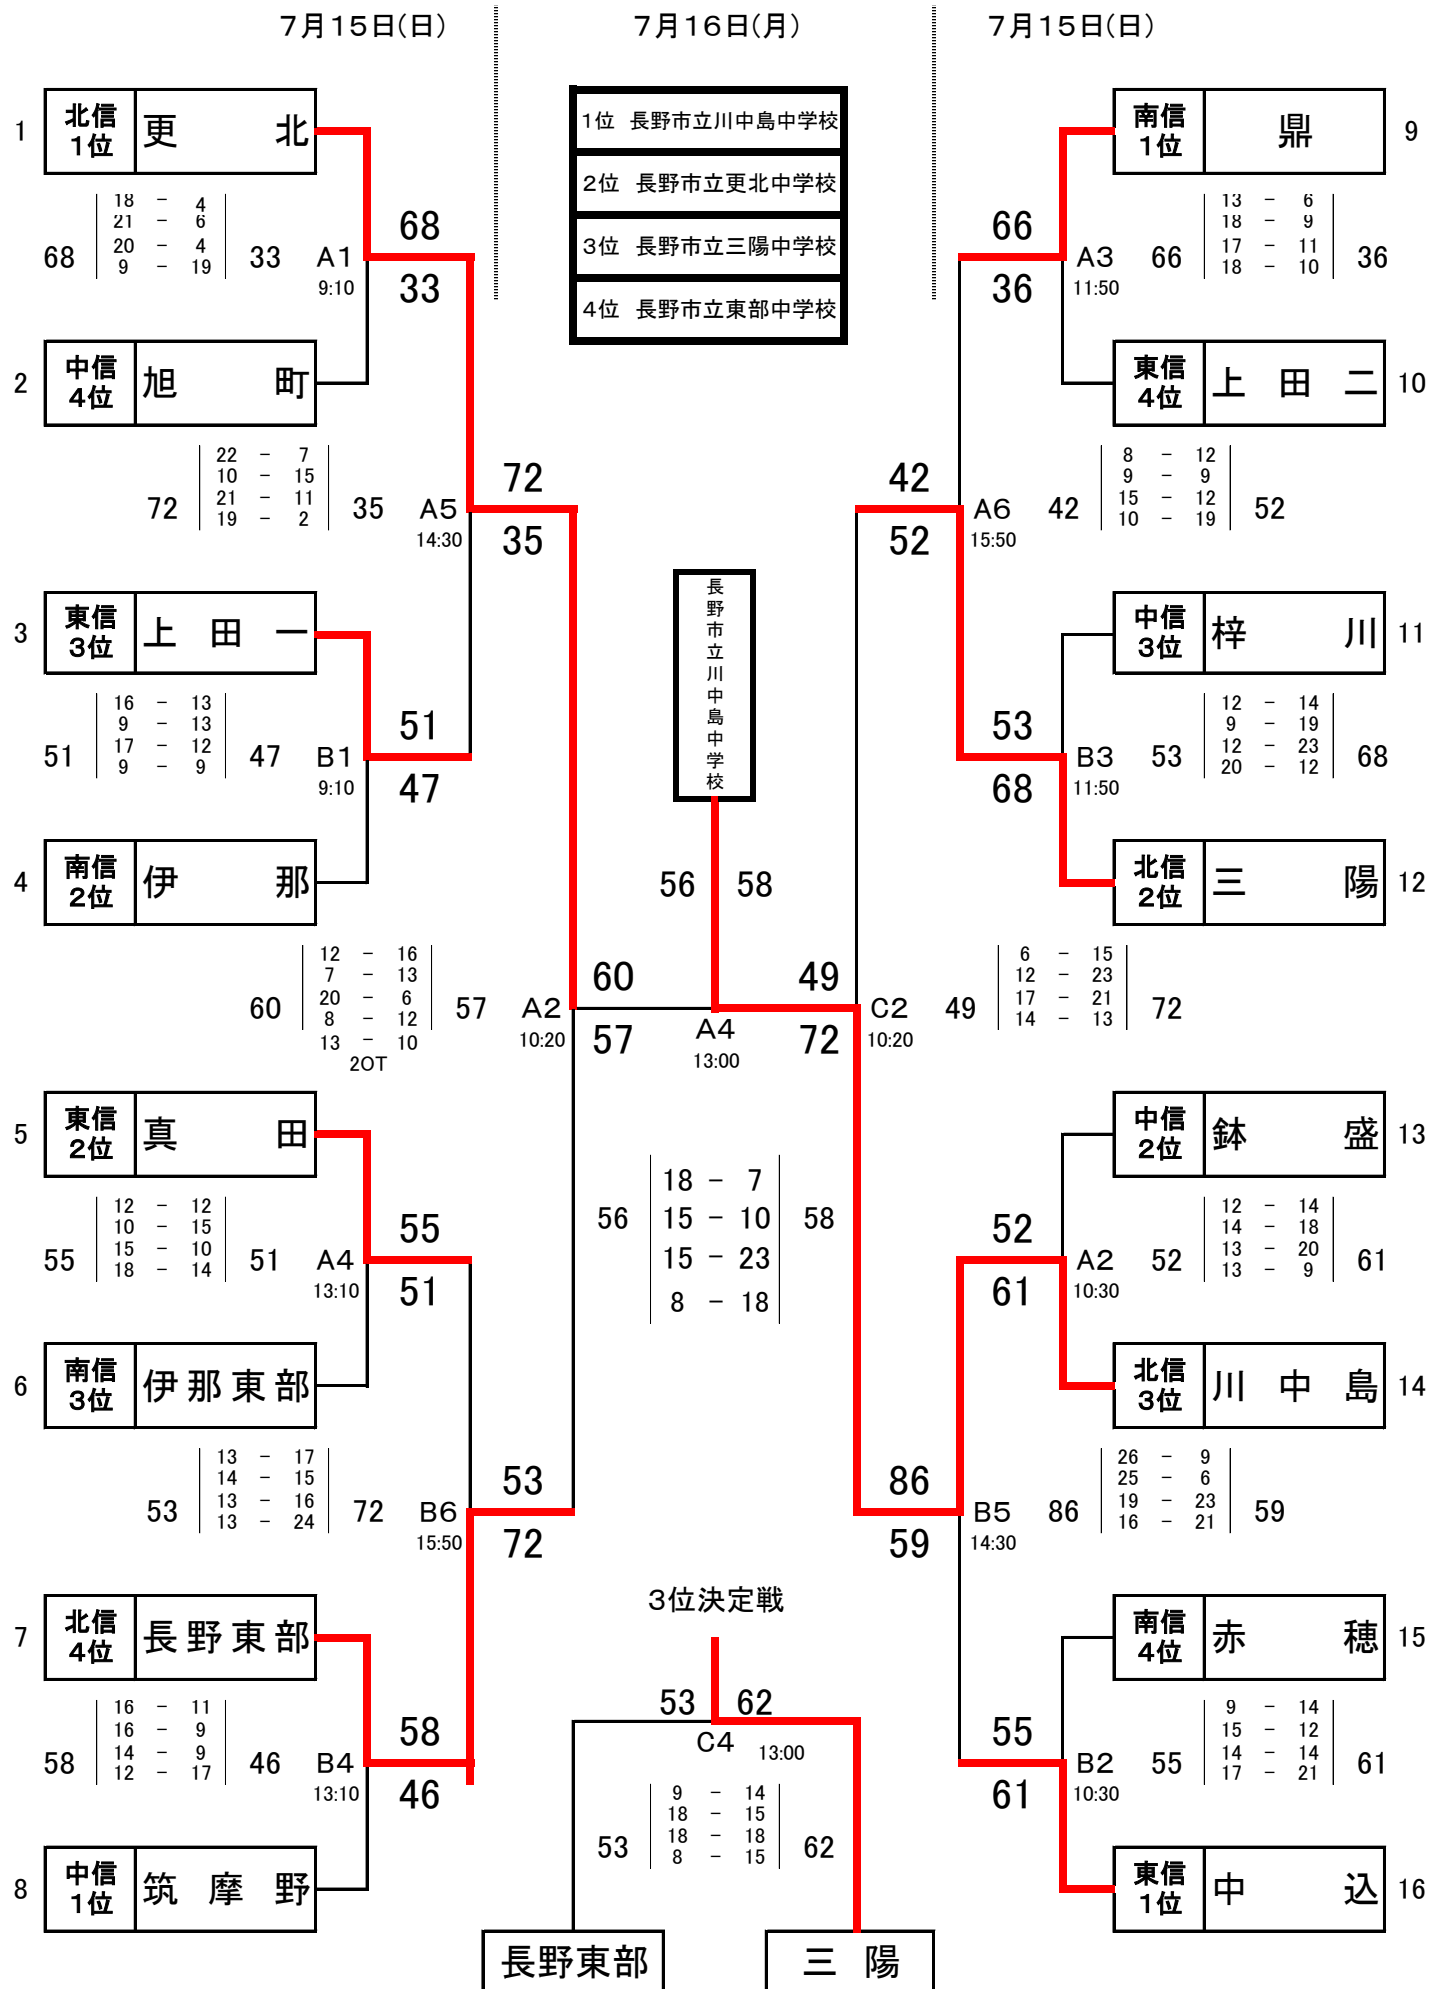 7月15日(日)
7月16日(月)
7月15日(日)
1位 長野市立川中島中学校
2位 長野市立更北中学校
3位 長野市立三陽中学校
4位 長野市立東部中学校
1
北信
1位
更 北
18 - 4
21 - 6
20 - 4
9 - 19
68
33
A1
9:10
68
33
2
中信
4位
旭 町
22 - 7
10 - 15
21 - 11
19 - 2
72
35
A5
14:30
72
35
3
東信
3位
上 田 一
16 - 13
9 - 13
17 - 12
9 - 9
51
47
B1
9:10
51
47
4
南信
2位
伊 那
12 - 16
7 - 13
20 - 6
8 - 12
13 - 10
2OT
60
57
A2
10:20
60
57
5
東信
2位
真 田
12 - 12
10 - 15
15 - 10
18 - 14
55
51
A4
13:10
55
51
6
南信
3位
伊那東部
13 - 17
14 - 15
13 - 16
13 - 24
53
72
B6
15:50
53
72
7
北信
4位
長野東部
16 - 11
16 - 9
14 - 9
12 - 17
58
46
B4
13:10
58
46
8
中信
1位
筑 摩 野
長野市立川中島中学校
56
58
A4
13:00
18 - 7
15 - 10
15 - 23
8 - 18
56
58
3位決定戦
53
62
C4
13:00
9 - 14
18 - 15
18 - 18
8 - 15
53
62
長野東部
三 陽
南信
1位
鼎
9
13 - 6
18 - 9
17 - 11
18 - 10
66
36
A3
11:50
66
36
東信
4位
上 田 二
10
8 - 12
9 - 9
15 - 12
10 - 19
42
52
A6
15:50
42
52
中信
3位
梓 川
11
12 - 14
9 - 19
12 - 23
20 - 12
53
68
B3
11:50
53
68
北信
2位
三 陽
12
6 - 15
12 - 23
17 - 21
14 - 13
49
72
C2
10:20
49
72
中信
2位
鉢 盛
13
12 - 14
14 - 18
13 - 20
13 - 9
52
61
A2
10:30
52
61
北信
3位
川 中 島
14
26 - 9
25 - 6
19 - 23
16 - 21
86
59
B5
14:30
86
59
南信
4位
赤 穂
15
9 - 14
15 - 12
14 - 14
17 - 21
55
61
B2
10:30
55
61
東信
1位
中 込
16